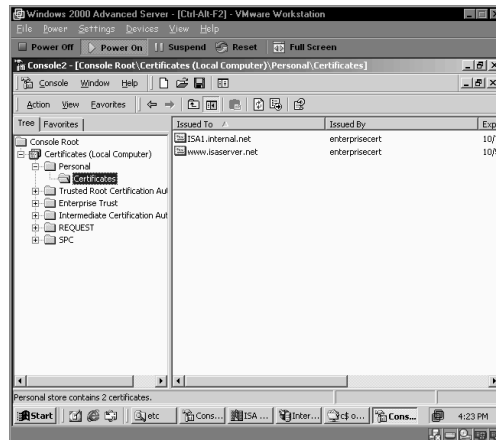 Windows 2000 Advanced Server - [Ctrl-Alt-F2] - VMware Workstation
File Power Settings Devices View Help
Power Off Power On Suspend Reset Full Screen
Console2 - [Console Root\Certificates (Local Computer)\Personal\Certificates]
Console Window Help
Action View Favorites
Tree Favorites Issued To Issued By Exp
Console Root ISA1.internal.net enterprisecert 10/
Certificates (Local Computer) www.isaserver.net enterprisecert 10/
Personal
Certificates
Trusted Root Certification Aut
Enterprise Trust
Intermediate Certification Aut
REQUEST
SPC
Personal store contains 2 certificates.
Start etc Cons... ISA ... Inter... c$ o... Cons... 4:23 PM